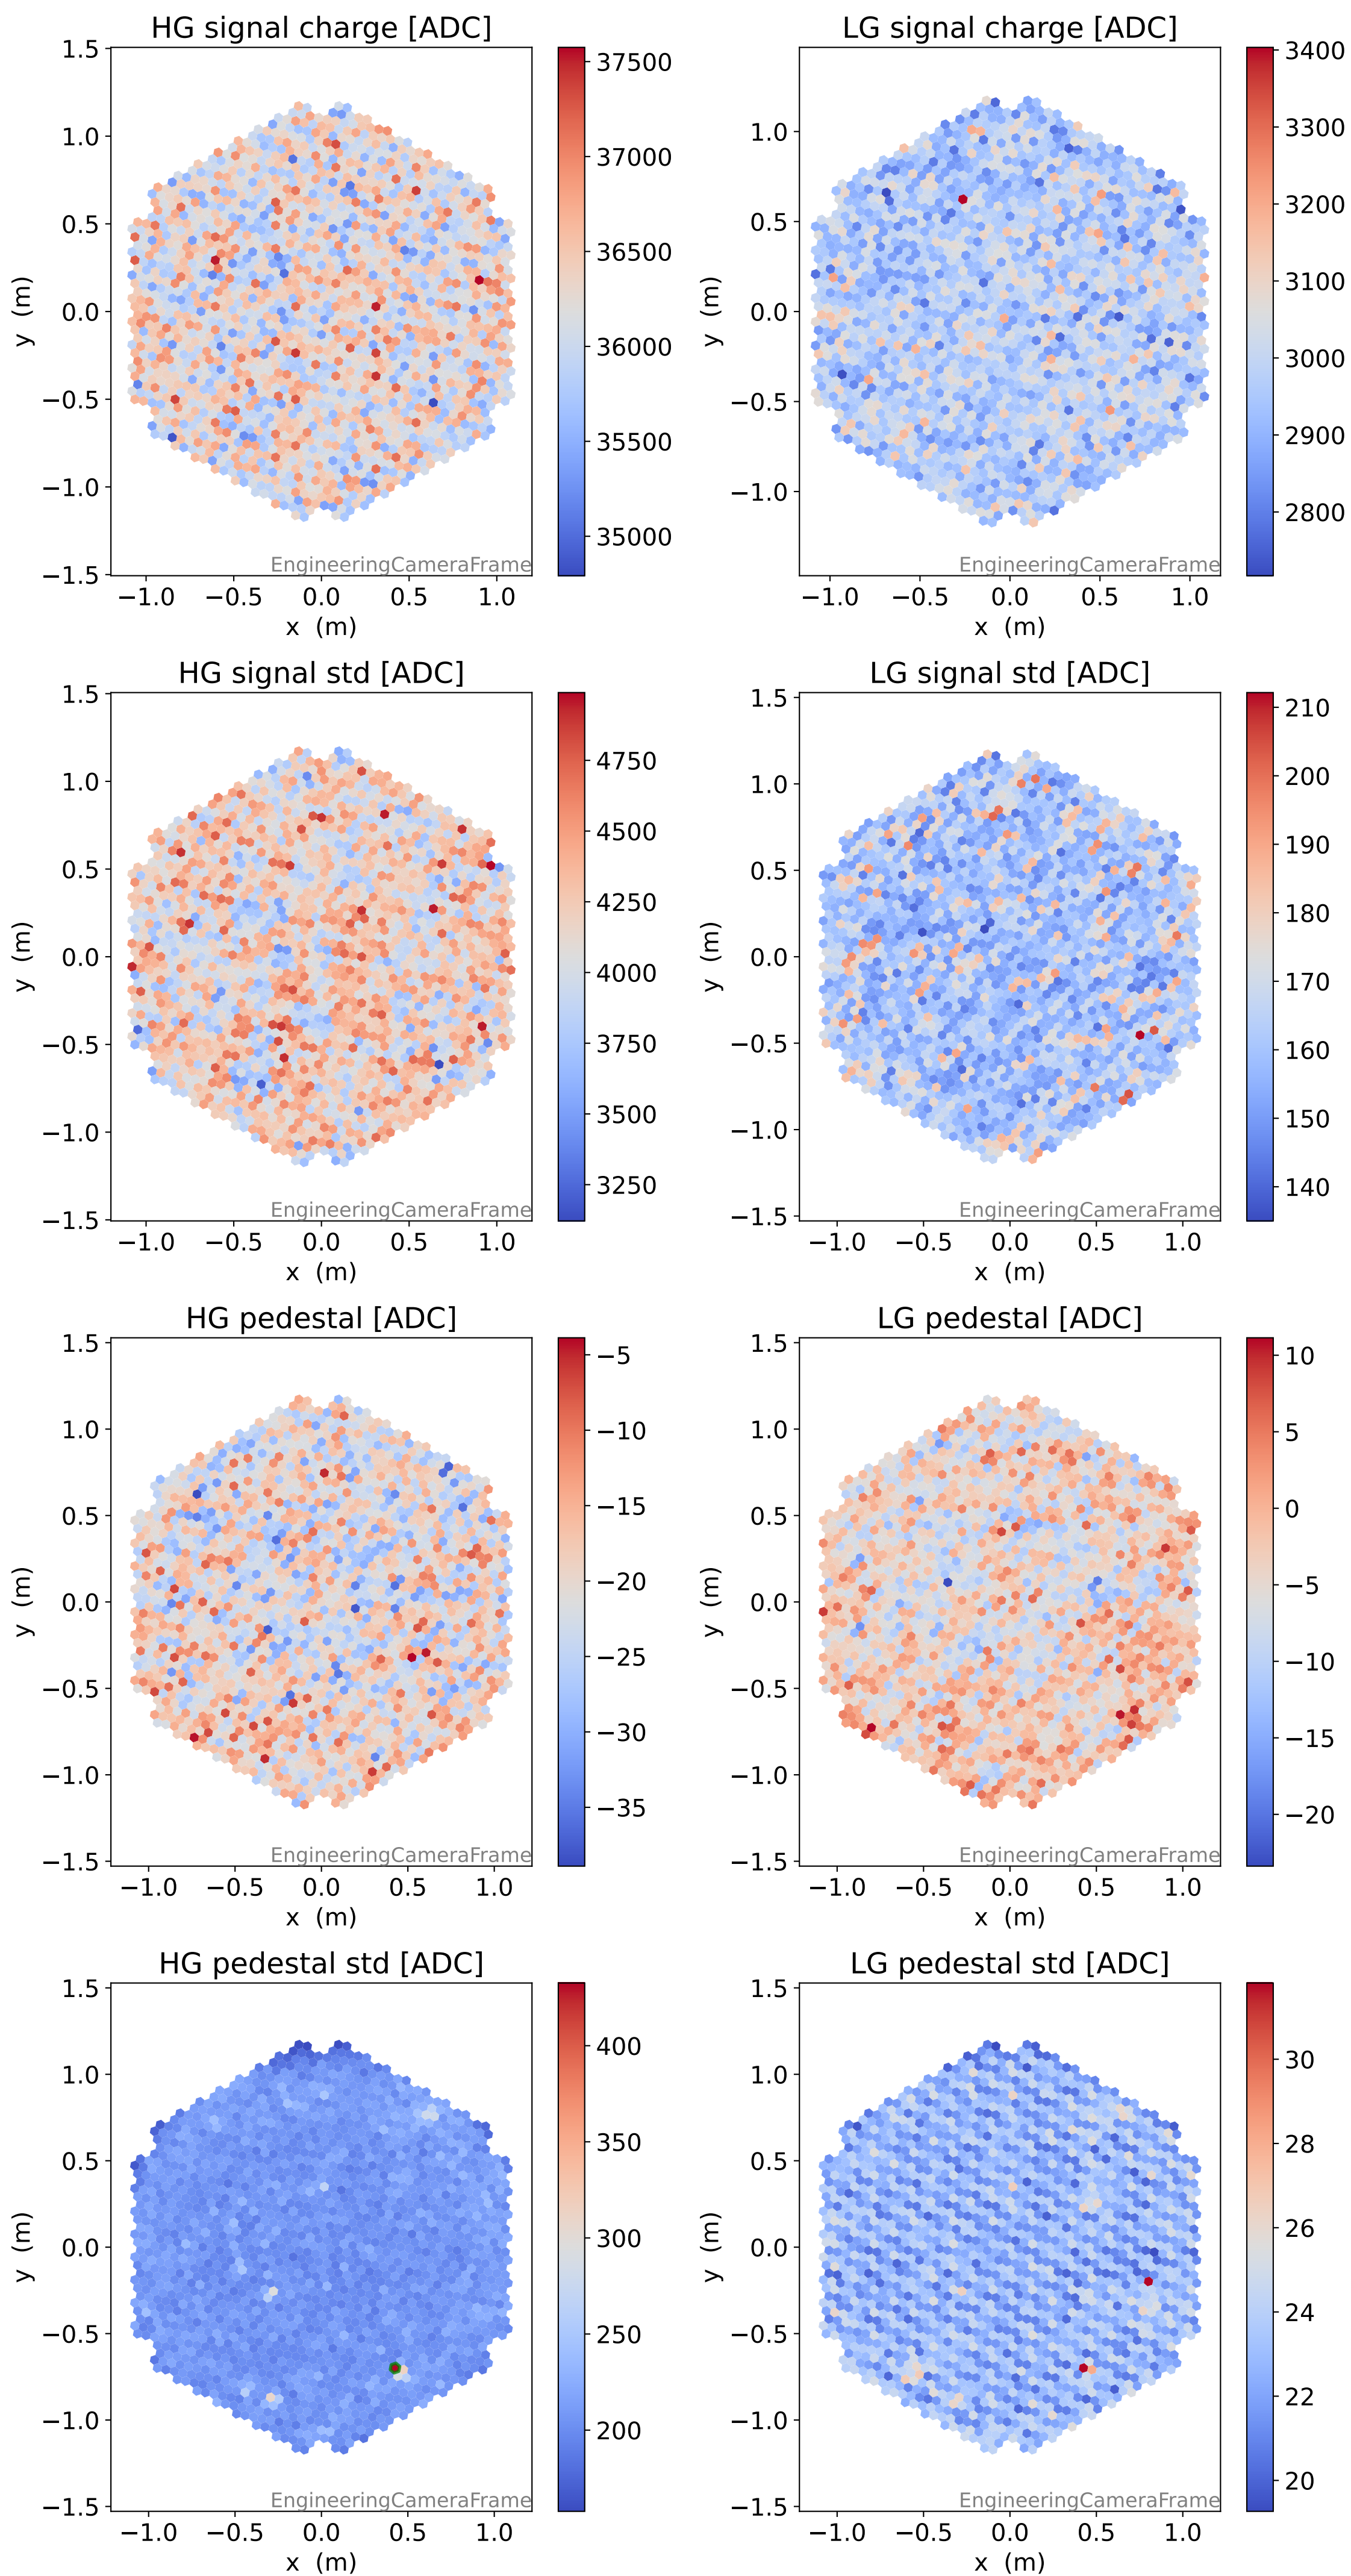 HG signal charge [ADC]
LG signal charge [ADC]
1.5
1.0
0.5
0.0
−0.5
−1.0
−1.5
y (m)
−1.0 −0.5 0.0 0.5 1.0
x (m)
EngineeringCameraFrame
37500
37000
36500
36000
35500
35000
1.0
0.5
0.0
−0.5
−1.0
y (m)
−1.0 −0.5 0.0 0.5 1.0
x (m)
3400
3300
3200
3100
3000
2900
2800
HG signal std [ADC]
LG signal std [ADC]
1.5
1.0
0.5
0.0
−0.5
−1.0
−1.5
y (m)
−1.0 −0.5 0.0 0.5 1.0
x (m)
EngineeringCameraFrame
4750
4500
4250
4000
3750
3500
3250
1.5
1.0
0.5
0.0
−0.5
−1.0
−1.5
y (m)
−1.0 −0.5 0.0 0.5 1.0
x (m)
EngineeringCameraFrame
210
200
190
180
170
160
150
140
HG pedestal [ADC]
LG pedestal [ADC]
1.5
1.0
0.5
0.0
−0.5
−1.0
−1.5
y (m)
−1.0 −0.5 0.0 0.5 1.0
x (m)
EngineeringCameraFrame
−5
−10
−15
−20
−25
−30
−35
1.5
1.0
0.5
0.0
−0.5
−1.0
−1.5
y (m)
−1.0 −0.5 0.0 0.5 1.0
x (m)
EngineeringCameraFrame
10
5
0
−5
−10
−15
−20
HG pedestal std [ADC]
LG pedestal std [ADC]
1.5
1.0
0.5
0.0
−0.5
−1.0
−1.5
y (m)
−1.0 −0.5 0.0 0.5 1.0
x (m)
EngineeringCameraFrame
400
350
300
250
200
1.5
1.0
0.5
0.0
−0.5
−1.0
−1.5
y (m)
−1.0 −0.5 0.0 0.5 1.0
x (m)
EngineeringCameraFrame
30
28
26
24
22
20